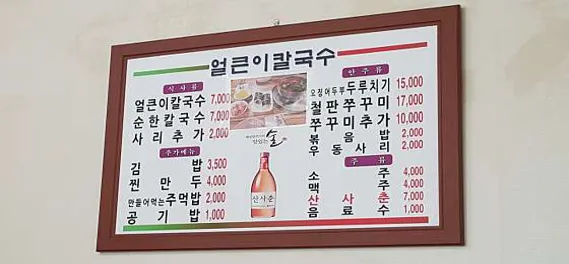 얼큰이칼국수
식사류
얼큰이칼국수 7,000
순한칼국수 7,000
사리추가 2,000
추가메뉴
김밥 3,500
찐만두 4,000
만들어먹는주먹밥 2,000
공기밥 1,000
맛있는 술
산사춘
안주류
오징어두부두루치기 15,000
철판쭈꾸미 17,000
쭈꾸미추가 10,000
볶음밥 2,000
우동사리 2,000
주류
소주 4,000
맥주 4,000
산사춘 7,000
음료수 1,000